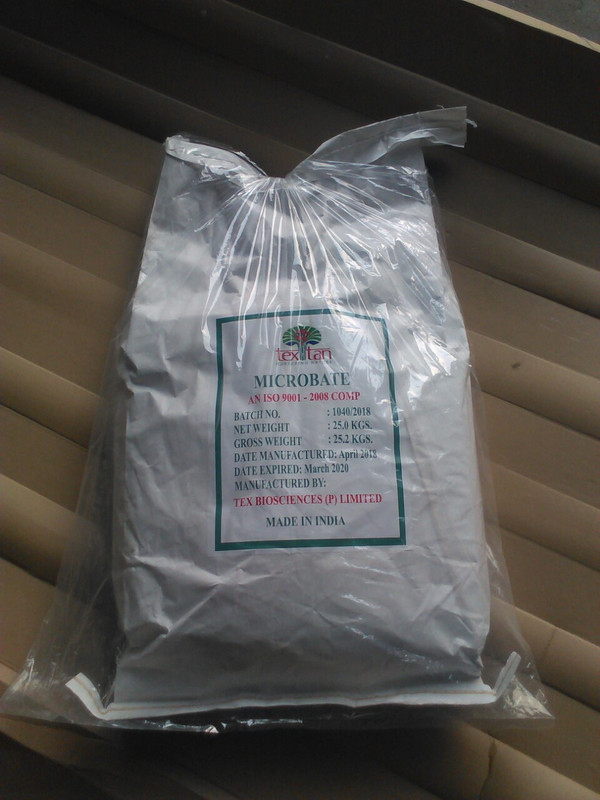 tex tan
MICROBATE
AN ISO 9001 - 2008 COMP
BATCH NO. : 1040/2018
NET WEIGHT : 25.0 KGS.
GROSS WEIGHT : 25.2 KGS.
DATE MANUFACTURED: April 2018
DATE EXPIRED: March 2020
MANUFACTURED BY:
TEX BIOSCIENCES (P) LIMITED
MADE IN INDIA